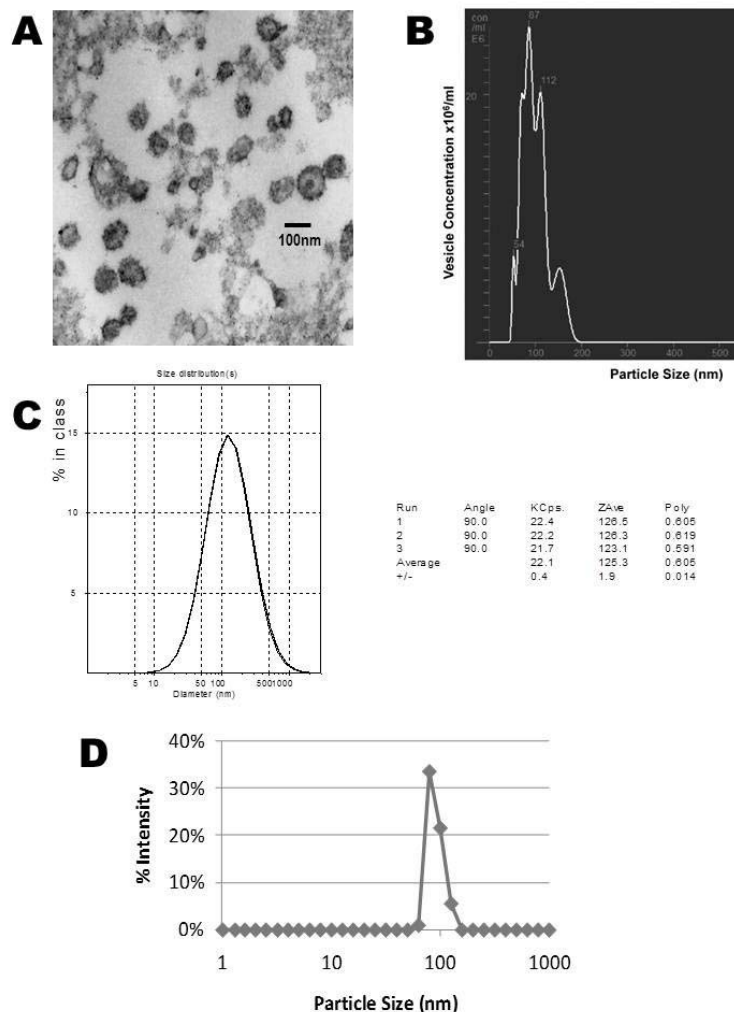 A
100nm
B
con
/ml
E6
87
112
20
54
Vesicle Concentration x10⁶/ml
0 100 200 300 400 500
Particle Size (nm)
C
Size distribution(s)
% in class
15
10
5
5 10 50 100 5001000
Diameter (nm)
Run Angle KCps. ZAve Poly
1 90.0 22.4 126.5 0.605
2 90.0 22.2 126.3 0.619
3 90.0 21.7 123.1 0.591
Average 22.1 125.3 0.605
+/- 0.4 1.9 0.014
D
40%
30%
20%
10%
0%
% Intensity
1 10 100 1000
Particle Size (nm)